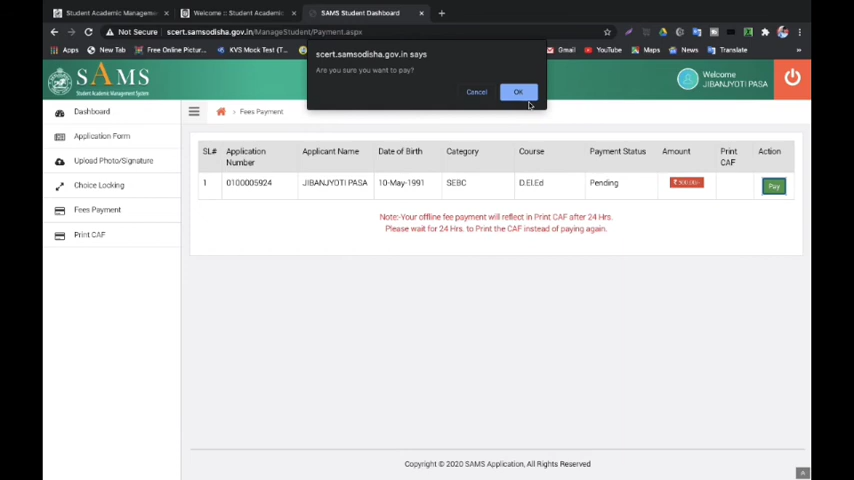 Student Academic Managemen
Welcome :: Student Academic
SAMS Student Dashboard
Not Secure
scert.samsodisha.gov.in/ManageStudent/Payment.aspx
Apps
New Tab
Free Online Pictur...
KVS Mock Test (T...
Gmail
YouTube
Maps
News
Translate
scert.samsodisha.gov.in says
Are you sure you want to pay?
Cancel
OK
SAMS
Student Academic Management System
Welcome
JIBANJYOTI PASA
Dashboard
Application Form
Upload Photo/Signature
Choice Locking
Fees Payment
Print CAF
› Fees Payment
SL# Application Number Applicant Name Date of Birth Category Course Payment Status Amount Print CAF Action
1 0100005924 JIBANJYOTI PASA 10-May-1991 SEBC D.El.Ed Pending Pay
Note:-Your offline fee payment will reflect in Print CAF after 24 Hrs.
Please wait for 24 Hrs. to Print the CAF instead of paying again.
Copyright © 2020 SAMS Application, All Rights Reserved